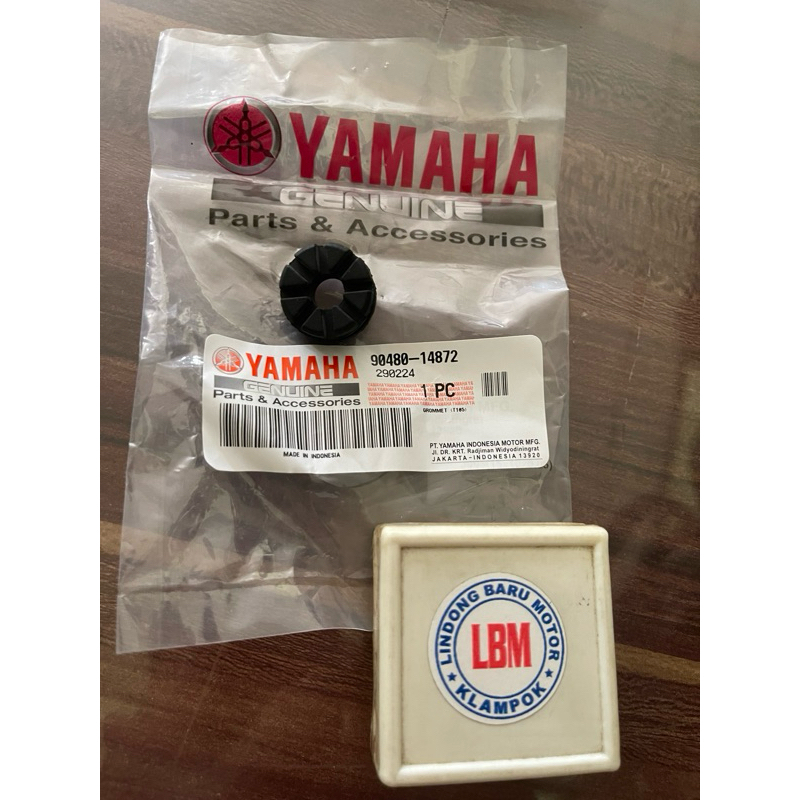 YAMAHA
GENUINE
Parts & Accessories
YAMAHA
GENUINE
Parts & Accessories
90480-14872
290224
1 PC
GROMMET (T105)
MADE IN INDONESIA
PT. YAMAHA INDONESIA MOTOR MFG.
Jl. DR. KRT. Radjiman Widyodiningrat
JAKARTA-INDONESIA 13920
LINDONG BARU MOTOR
LBM
★ KLAMPOK ★